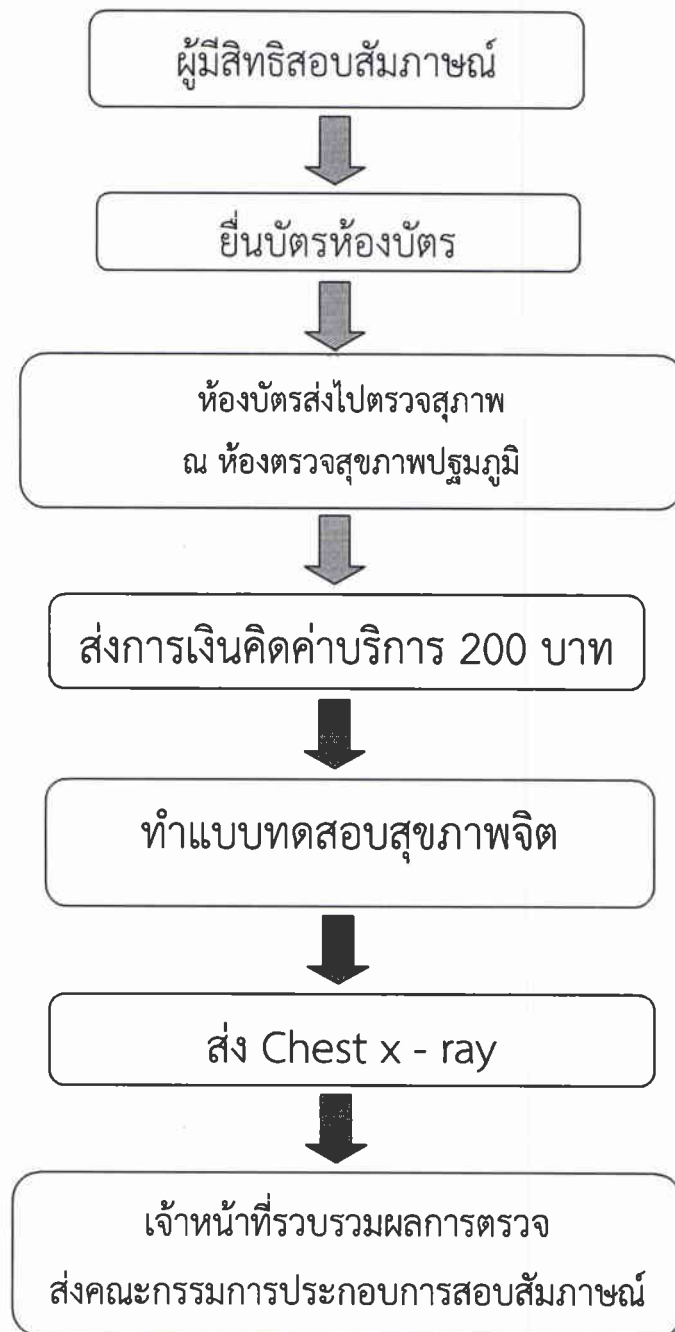 ผู้มีสิทธิสอบสัมภาษณ์
ยื่นบัตรห้องบัตร
ห้องบัตรส่งไปตรวจสุภาพ
ณ ห้องตรวจสุขภาพปฐมภูมิ
ส่งการเงินคิดค่าบริการ 200 บาท
ทำแบบทดสอบสุขภาพจิต
ส่ง Chest x - ray
เจ้าหน้าที่รวบรวมผลการตรวจ
ส่งคณะกรรมการประกอบการสอบสัมภาษณ์